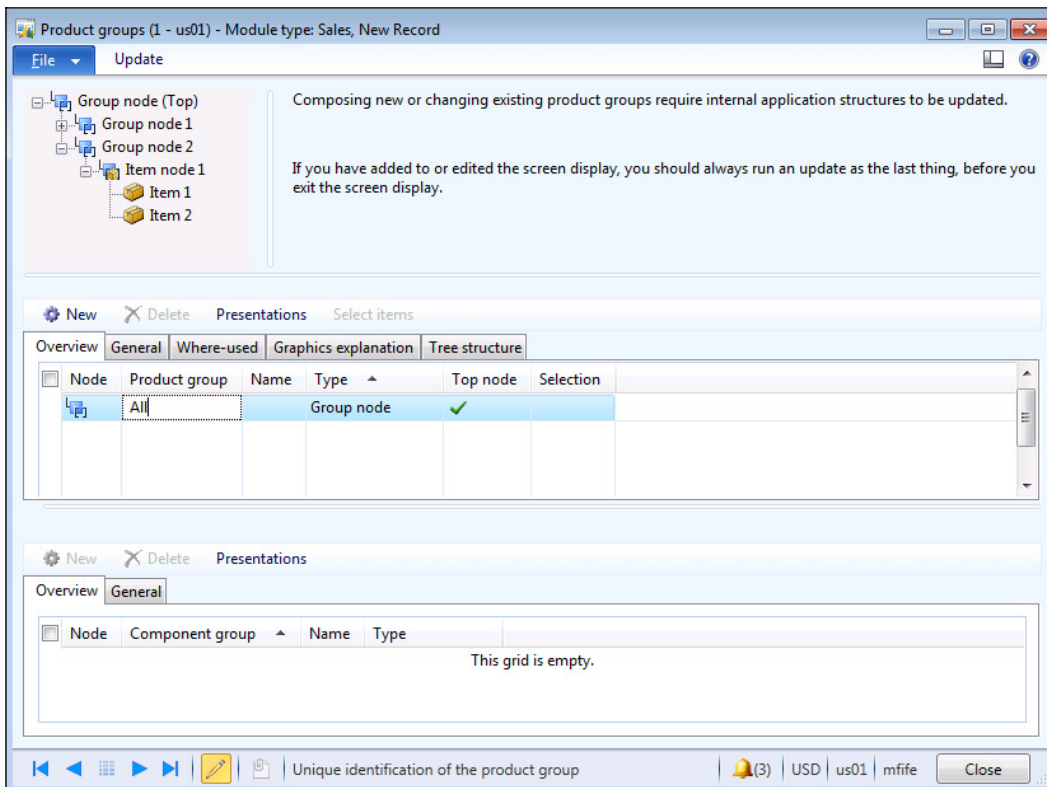 Product groups (1 - us01) - Module type: Sales, New Record
File Update
Group node (Top)
Group node 1
Group node 2
Item node 1
Item 1
Item 2
Composing new or changing existing product groups require internal application structures to be updated.
If you have added to or edited the screen display, you should always run an update as the last thing, before you
exit the screen display.
New Delete Presentations Select items
Overview General Where-used Graphics explanation Tree structure
Node Product group Name Type Top node Selection
All Group node
New Delete Presentations
Overview General
Node Component group Name Type
This grid is empty.
Unique identification of the product group (3) USD us01 mfife Close